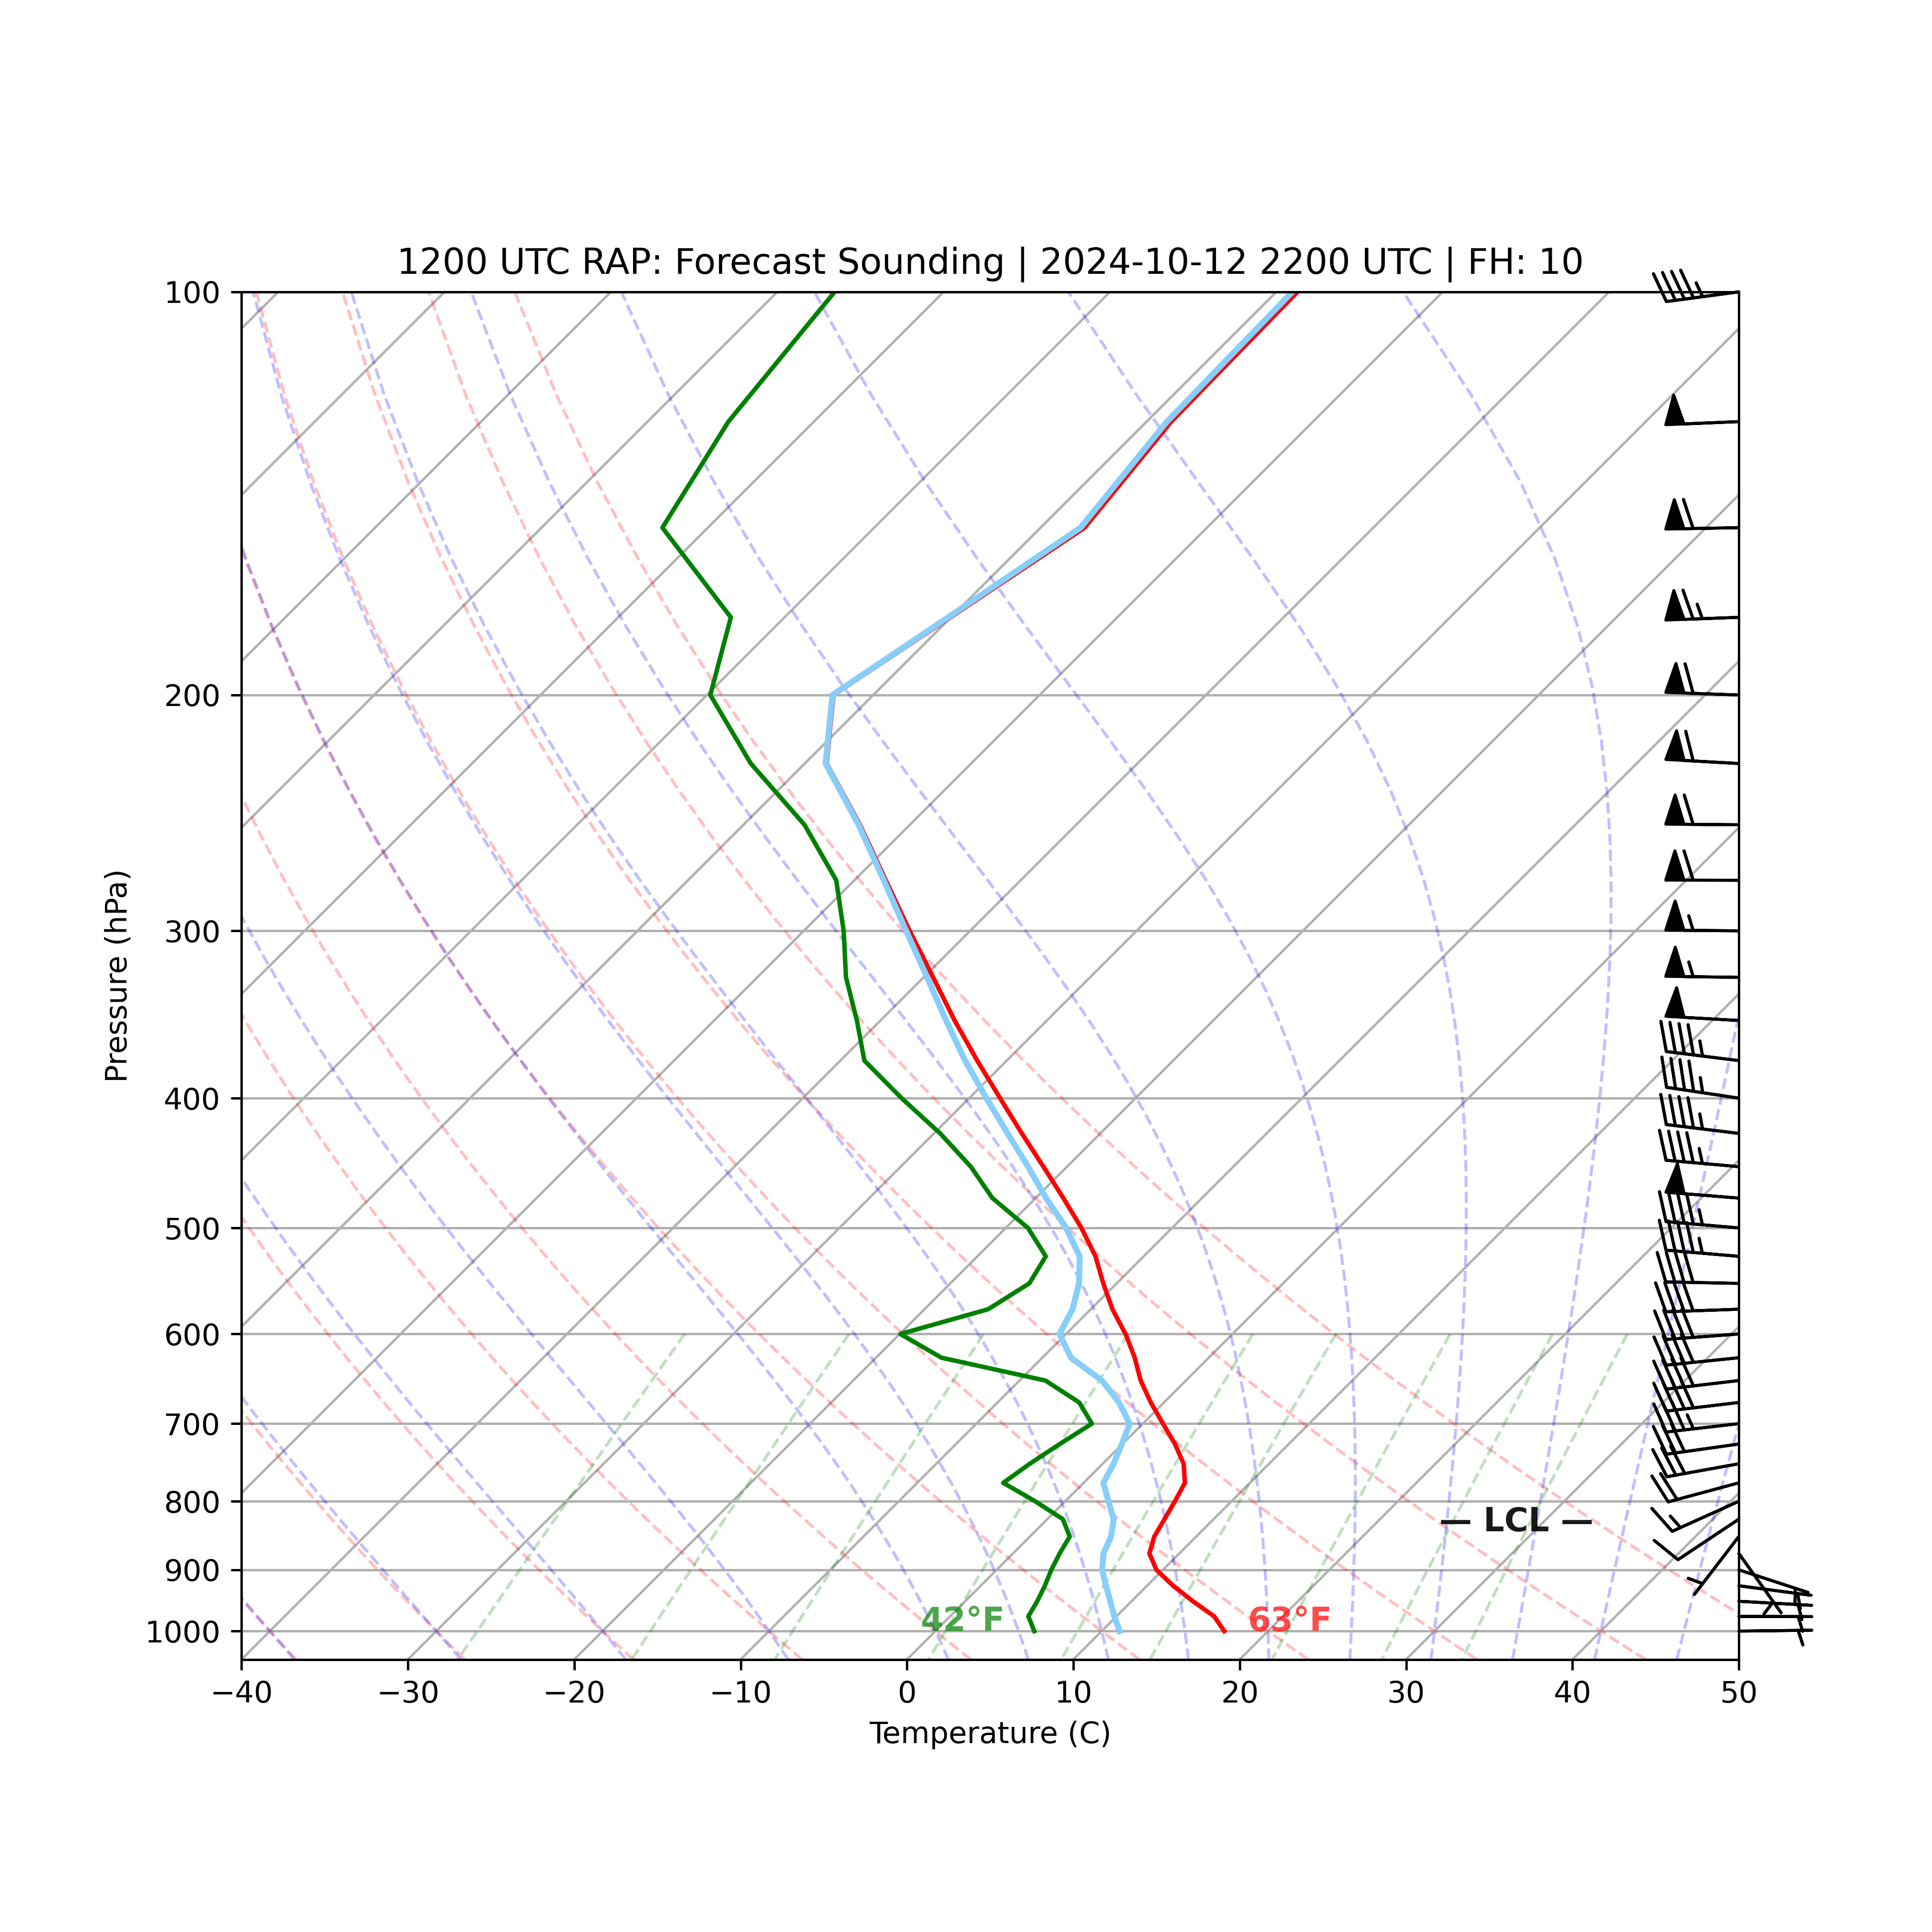 1200 UTC RAP: Forecast Sounding | 2024-10-12 2200 UTC | FH: 10
100
200
300
400
500
600
700
800
900
1000
Pressure (hPa)
— LCL —
42°F
63°F
−40 −30 −20 −10 0 10 20 30 40 50
Temperature (C)